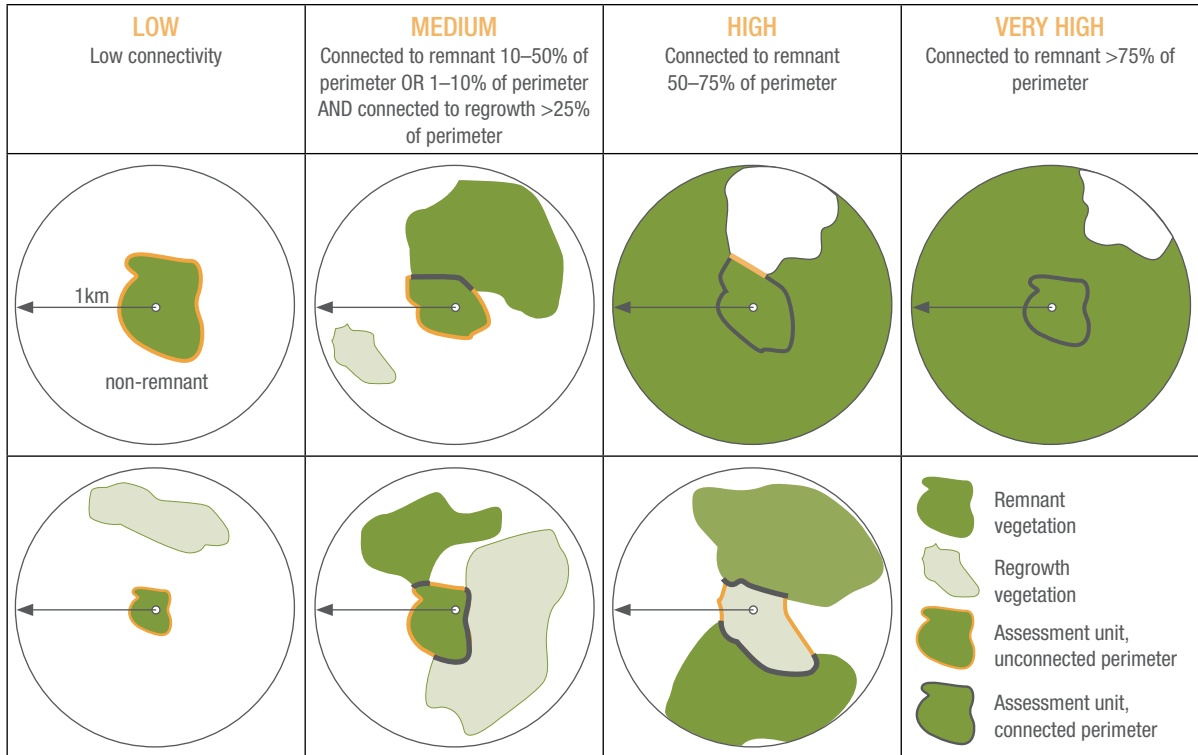 LOW
Low connectivity
MEDIUM
Connected to remnant 10–50% of
perimeter OR 1–10% of perimeter
AND connected to regrowth >25%
of perimeter
HIGH
Connected to remnant
50–75% of perimeter
VERY HIGH
Connected to remnant >75% of
perimeter
1km
non-remnant
Remnant
vegetation
Regrowth
vegetation
Assessment unit,
unconnected perimeter
Assessment unit,
connected perimeter